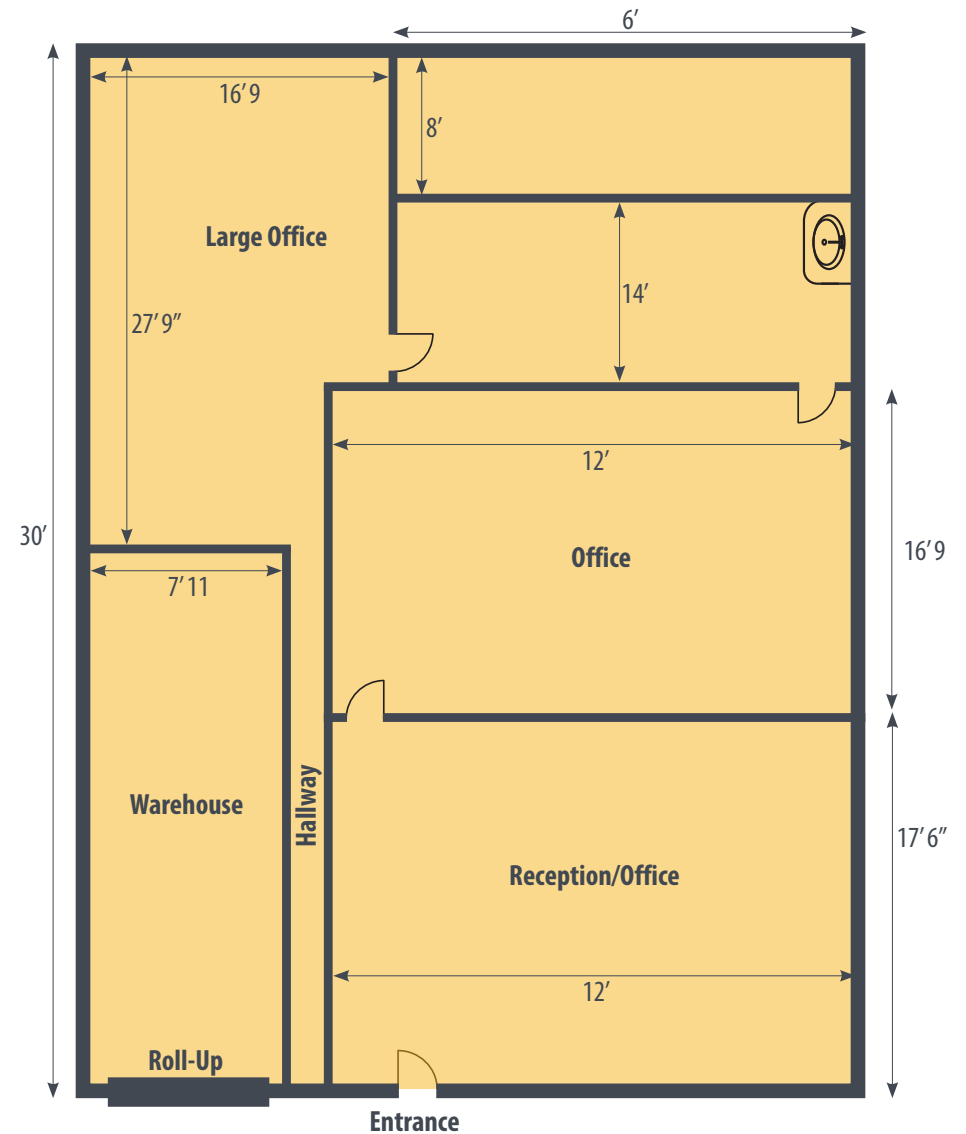 6’
16’9
8’
Large Office
14’
27’9”
12’
30’
Office
16’9
7’11
Warehouse
Hallway
17’6”
Reception/Office
12’
Roll-Up
Entrance